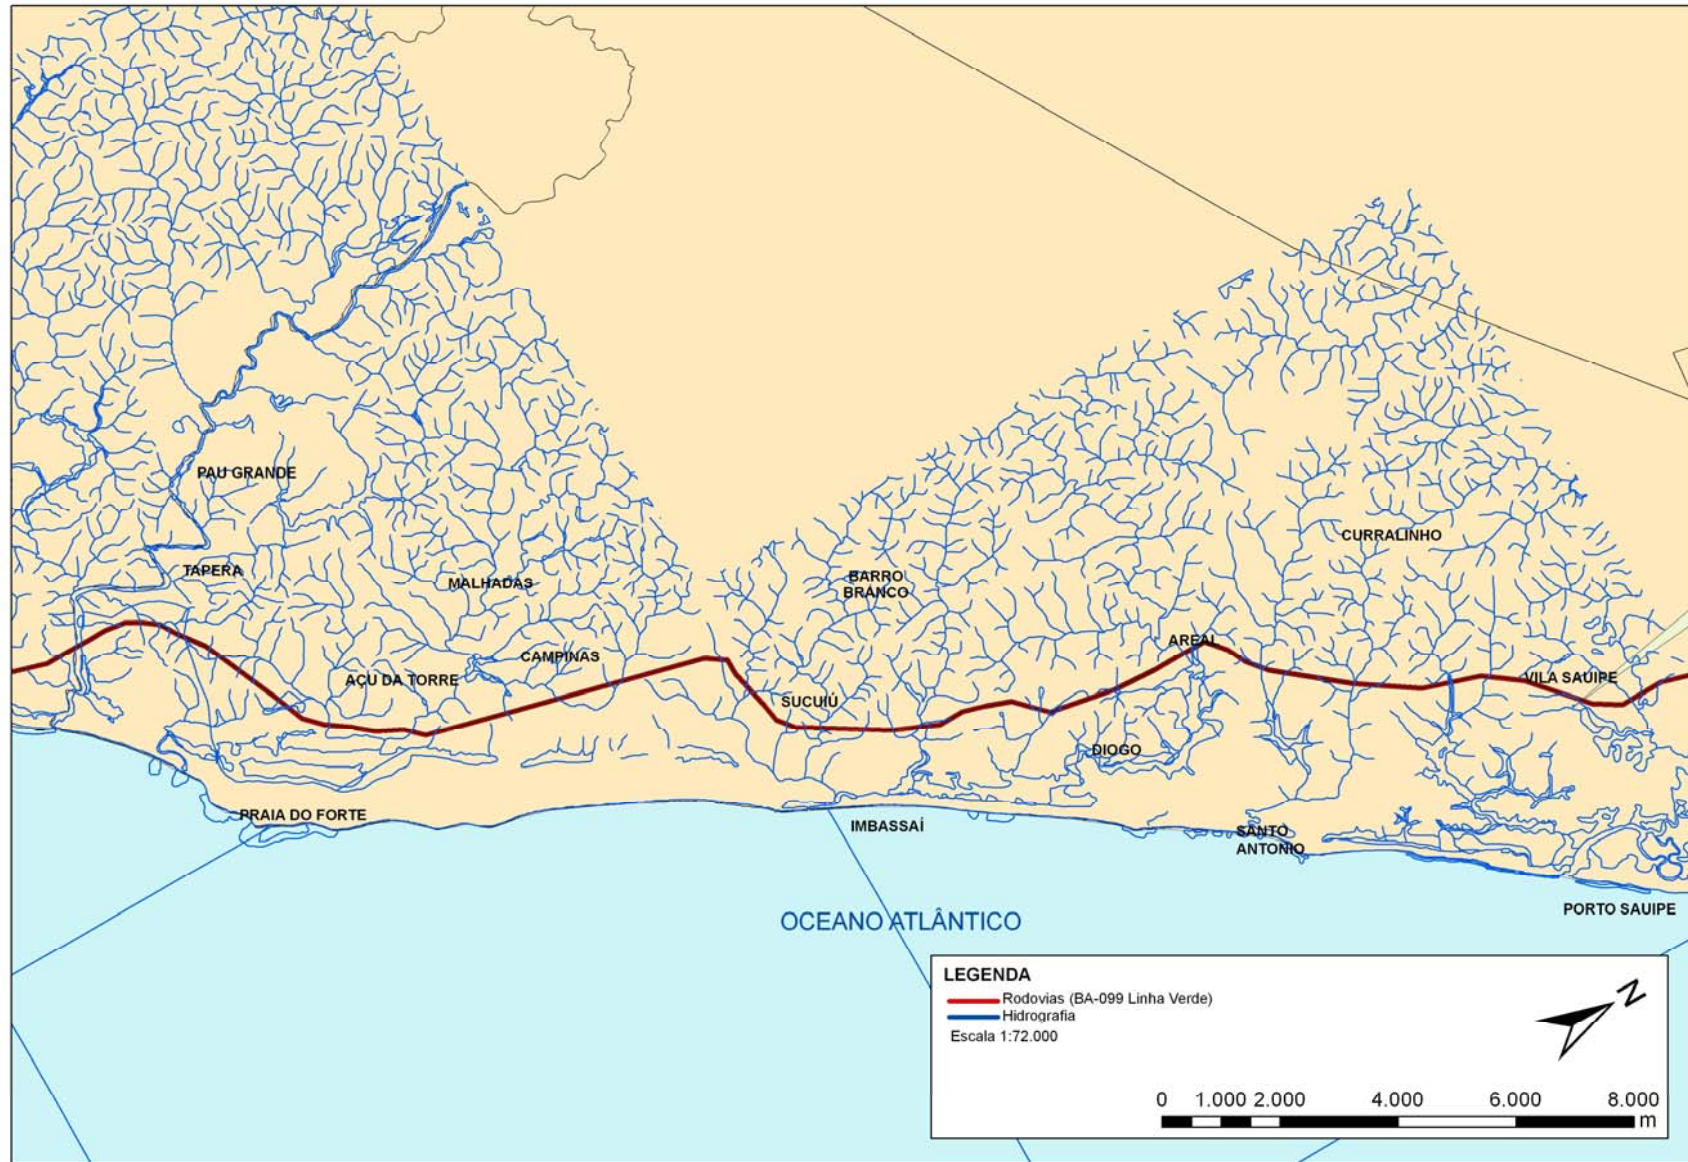 PAU GRANDE
CURRALINHO
TAPERA
MALHADAS
BARRO
BRANCO
AREAL
CAMPINAS
AÇU DA TORRE
VILA SAUIPE
SUCUIÚ
DIOGO
PRAIA DO FORTE
IMBASSAÍ
SANTO
ANTONIO
PORTO SAUIPE
OCEANO ATLÂNTICO
LEGENDA
Rodovias (BA-099 Linha Verde)
Hidrografia
Escala 1:72.000
N
0 1.000 2.000 4.000 6.000 8.000
m